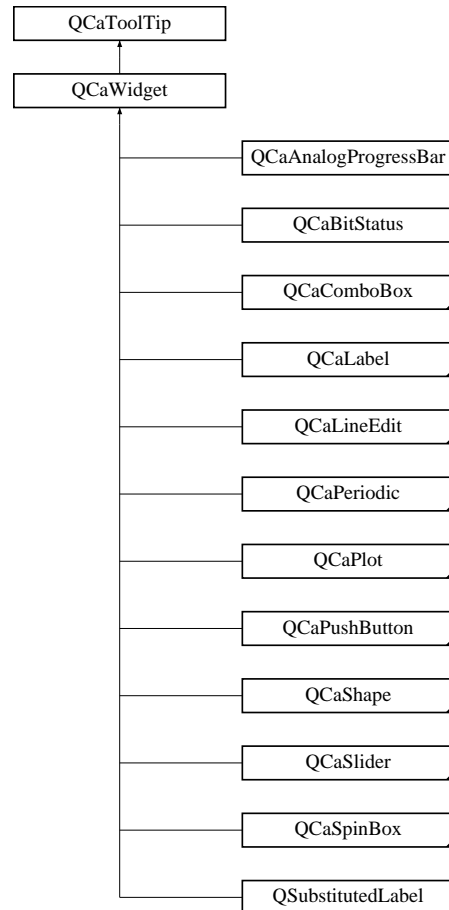 QCaToolTip
QCaWidget
QCaAnalogProgressBar
QCaBitStatus
QCaComboBox
QCaLabel
QCaLineEdit
QCaPeriodic
QCaPlot
QCaPushButton
QCaShape
QCaSlider
QCaSpinBox
QSubstitutedLabel